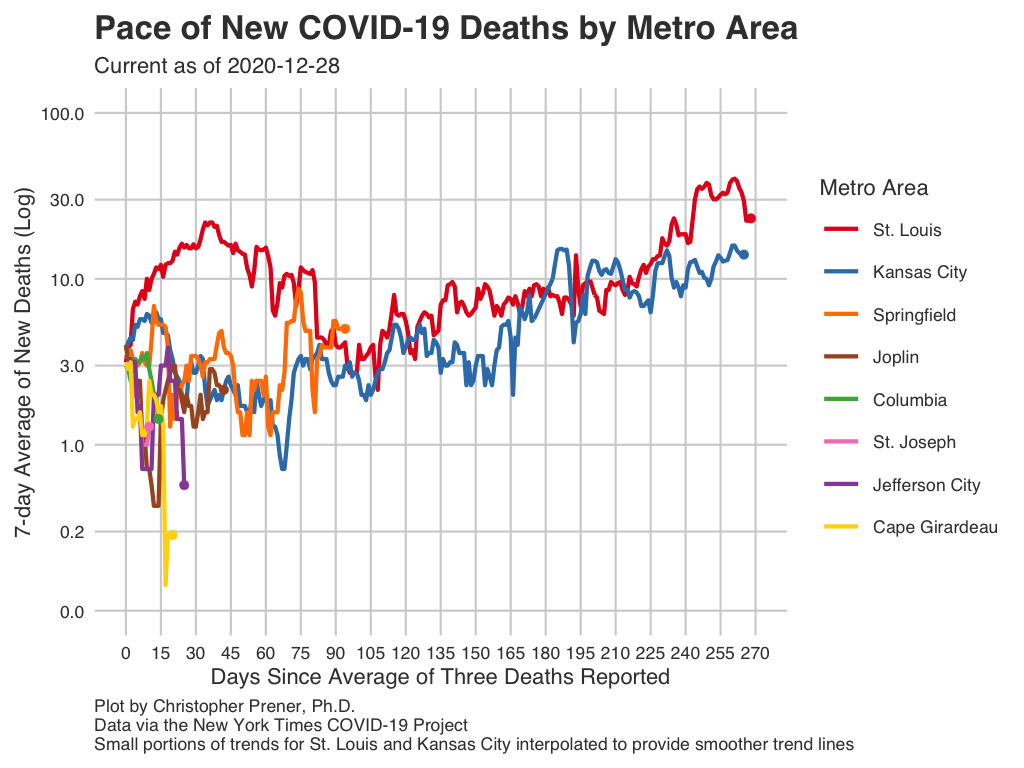 Pace of New COVID-19 Deaths by Metro Area
Current as of 2020-12-28
7-day Average of New Deaths (Log)
100.0
30.0
10.0
3.0
1.0
0.2
0.0
0 15 30 45 60 75 90 105 120 135 150 165 180 195 210 225 240 255 270
Days Since Average of Three Deaths Reported
Metro Area
St. Louis
Kansas City
Springfield
Joplin
Columbia
St. Joseph
Jefferson City
Cape Girardeau
Plot by Christopher Prener, Ph.D.
Data via the New York Times COVID-19 Project
Small portions of trends for St. Louis and Kansas City interpolated to provide smoother trend lines